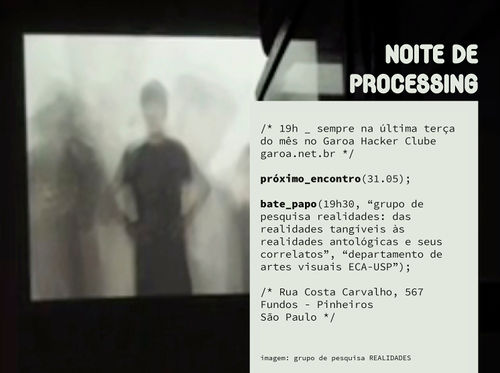 NOITE DE
PROCESSING
/* 19h _ sempre na última terça
do mês no Garoa Hacker Clube
garoa.net.br */
próximo_encontro(31.05);
bate_papo(19h30, “grupo de
pesquisa realidades: das
realidades tangíveis às
realidades antológicas e seus
correlatos”, “departamento de
artes visuais ECA-USP”);
/* Rua Costa Carvalho, 567
Fundos - Pinheiros
São Paulo */
imagem: grupo de pesquisa REALIDADES